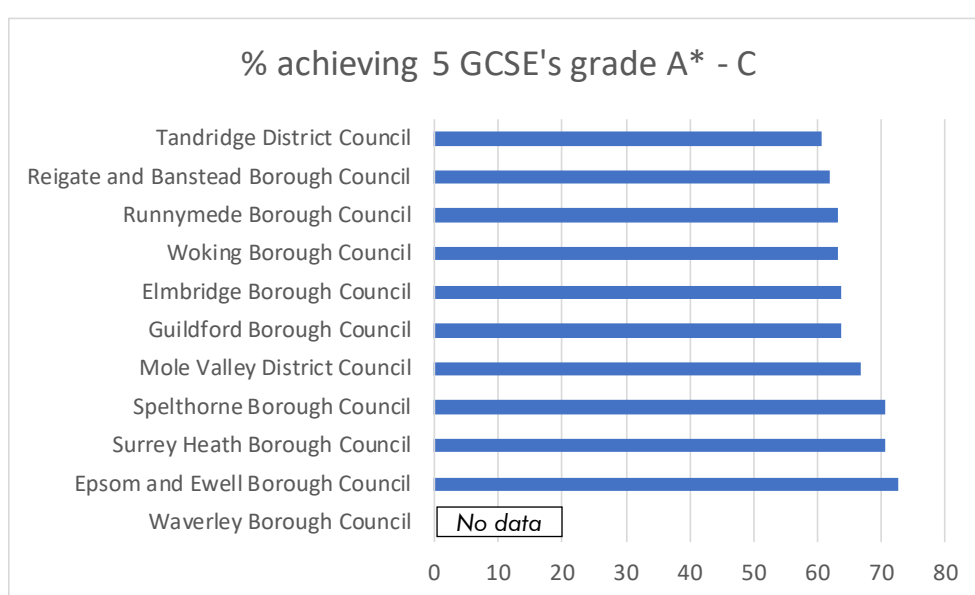 % achieving 5 GCSE's grade A* - C
Tandridge District Council
Reigate and Banstead Borough Council
Runnymede Borough Council
Woking Borough Council
Elmbridge Borough Council
Guildford Borough Council
Mole Valley District Council
Spelthorne Borough Council
Surrey Heath Borough Council
Epsom and Ewell Borough Council
Waverley Borough Council No data
0 10 20 30 40 50 60 70 80